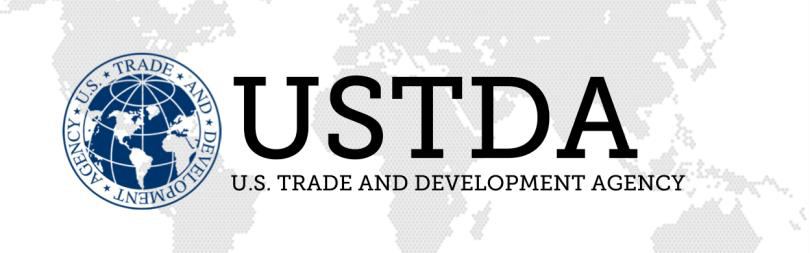 U.S. ★ TRADE ★ AND ★ DEVELOPMENT ★ AGENCY ★
USTDA
U.S. TRADE AND DEVELOPMENT AGENCY